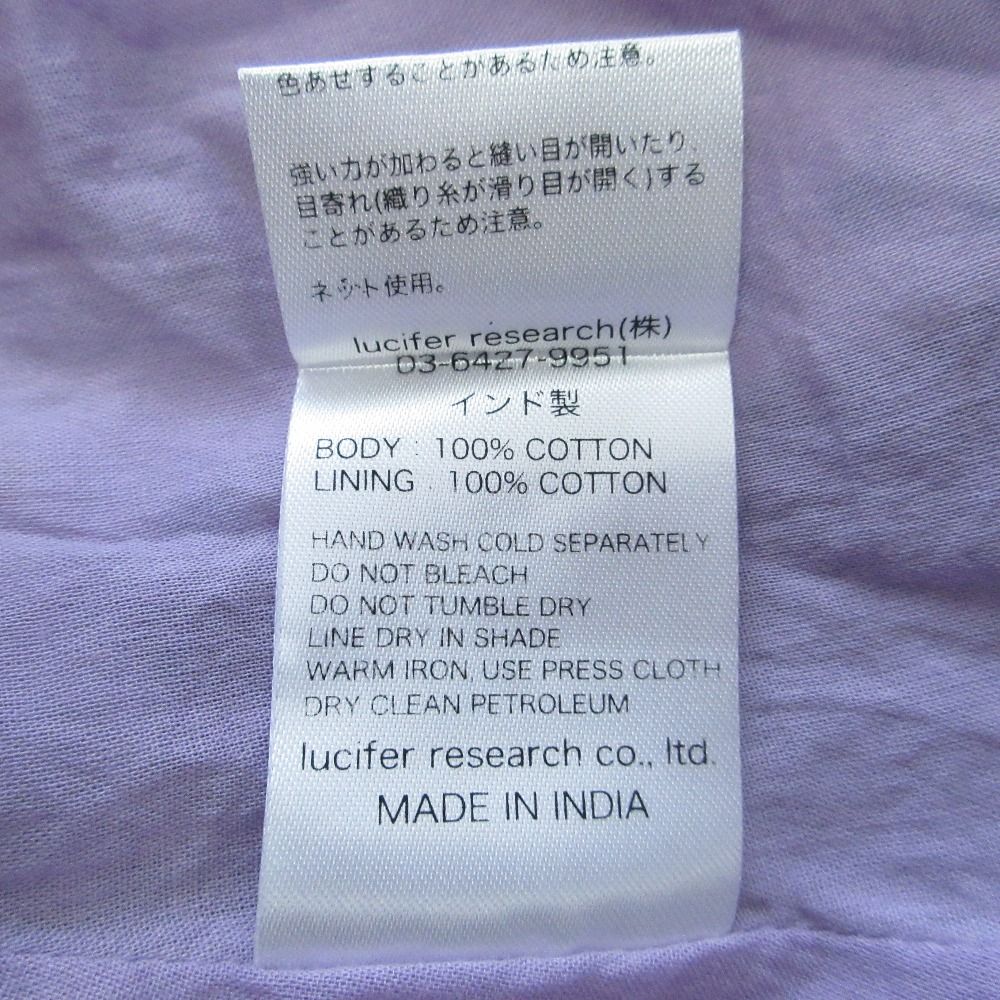 色あせすることがあるため注意。
強い力が加わると縫い目が開いたり、
目寄れ(織り糸が滑り目が開く)する
ことがあるため注意。
ネット使用。
lucifer research(株)
03-6427-9951
インド製
BODY : 100% COTTON
LINING : 100% COTTON
HAND WASH COLD SEPARATELY
DO NOT BLEACH
DO NOT TUMBLE DRY
LINE DRY IN SHADE
WARM IRON, USE PRESS CLOTH
DRY CLEAN PETROLEUM
lucifer research co., ltd.
MADE IN INDIA